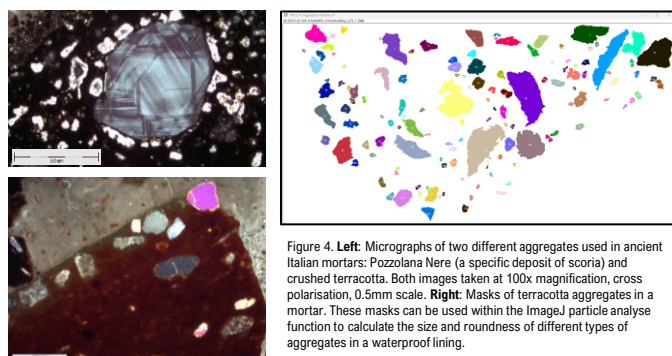 0.5mm
Figure 4. Left: Micrographs of two different aggregates used in ancient
Italian mortars: Pozzolana Nere (a specific deposit of scoria) and
crushed terracotta. Both images taken at 100x magnification, cross
polarisation, 0.5mm scale. Right: Masks of terracotta aggregates in a
mortar. These masks can be used within the ImageJ particle analyse
function to calculate the size and roundness of different types of
aggregates in a waterproof lining.